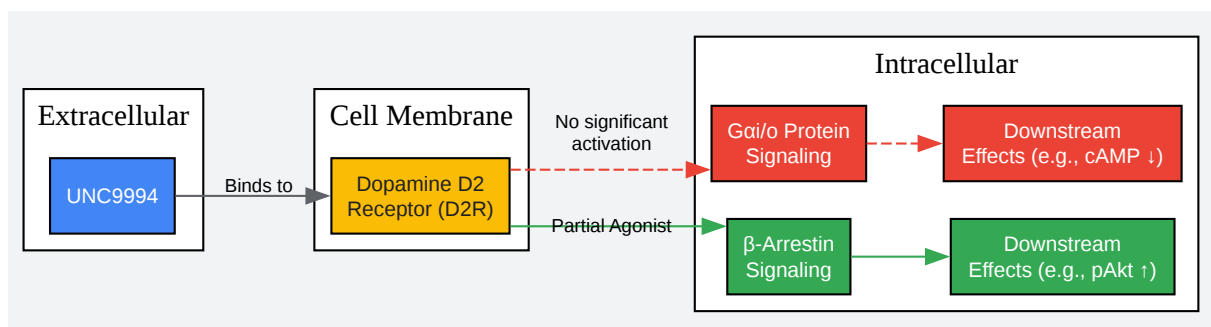 Extracellular
UNC9994
Binds to
Cell Membrane
Dopamine D2
Receptor (D2R)
No significant
activation
Partial Agonist
Intracellular
Gαi/o Protein
Signaling
Downstream
Effects (e.g., cAMP ↓)
β-Arrestin
Signaling
Downstream
Effects (e.g., pAkt ↑)